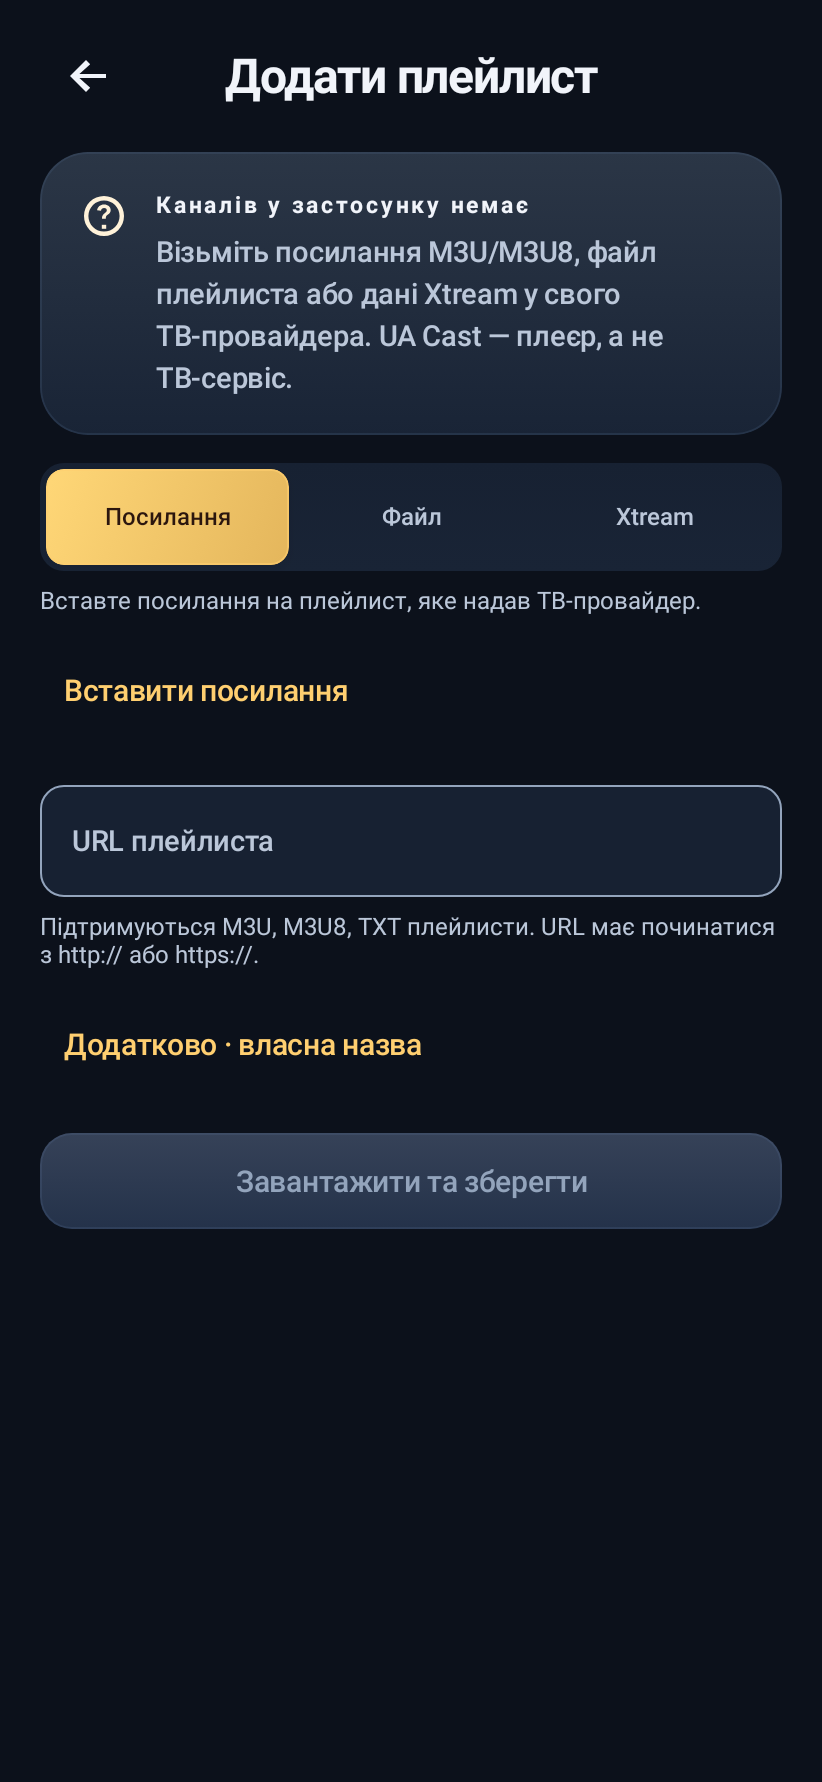 Додати плейлист
Каналів у застосунку немає
Візьміть посилання M3U/M3U8, файл
плейлиста або дані Xtream у свого
ТВ-провайдера. UA Cast — плеєр, а не
ТВ-сервіс.
Посилання
Файл
Xtream
Вставте посилання на плейлист, яке надав ТВ-провайдер.
Вставити посилання
URL плейлиста
Підтримуються M3U, M3U8, TXT плейлисти. URL має починатися
з http:// або https://.
Додатково · власна назва
Завантажити та зберегти